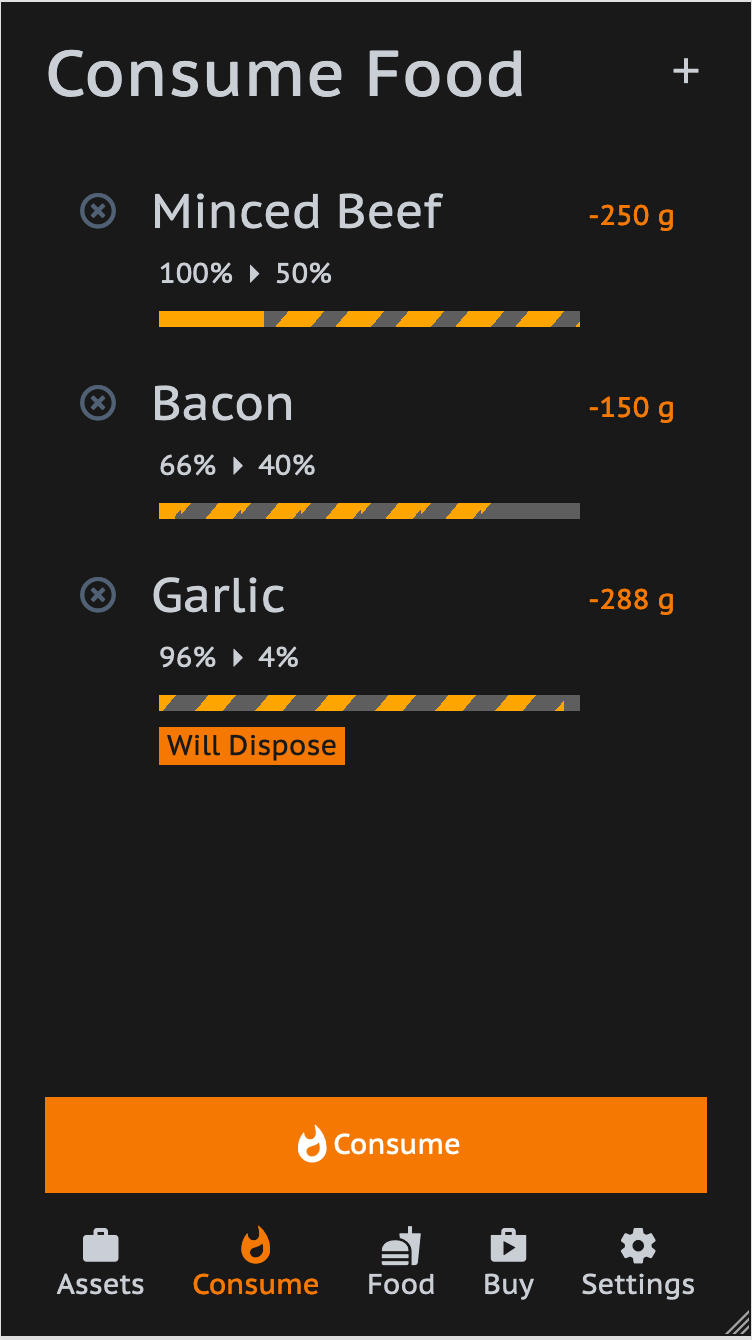 Consume Food +
Minced Beef -250 g
100% ▸ 50%
Bacon -150 g
66% ▸ 40%
Garlic -288 g
96% ▸ 4%
Will Dispose
Consume
Assets Consume Food Buy Settings